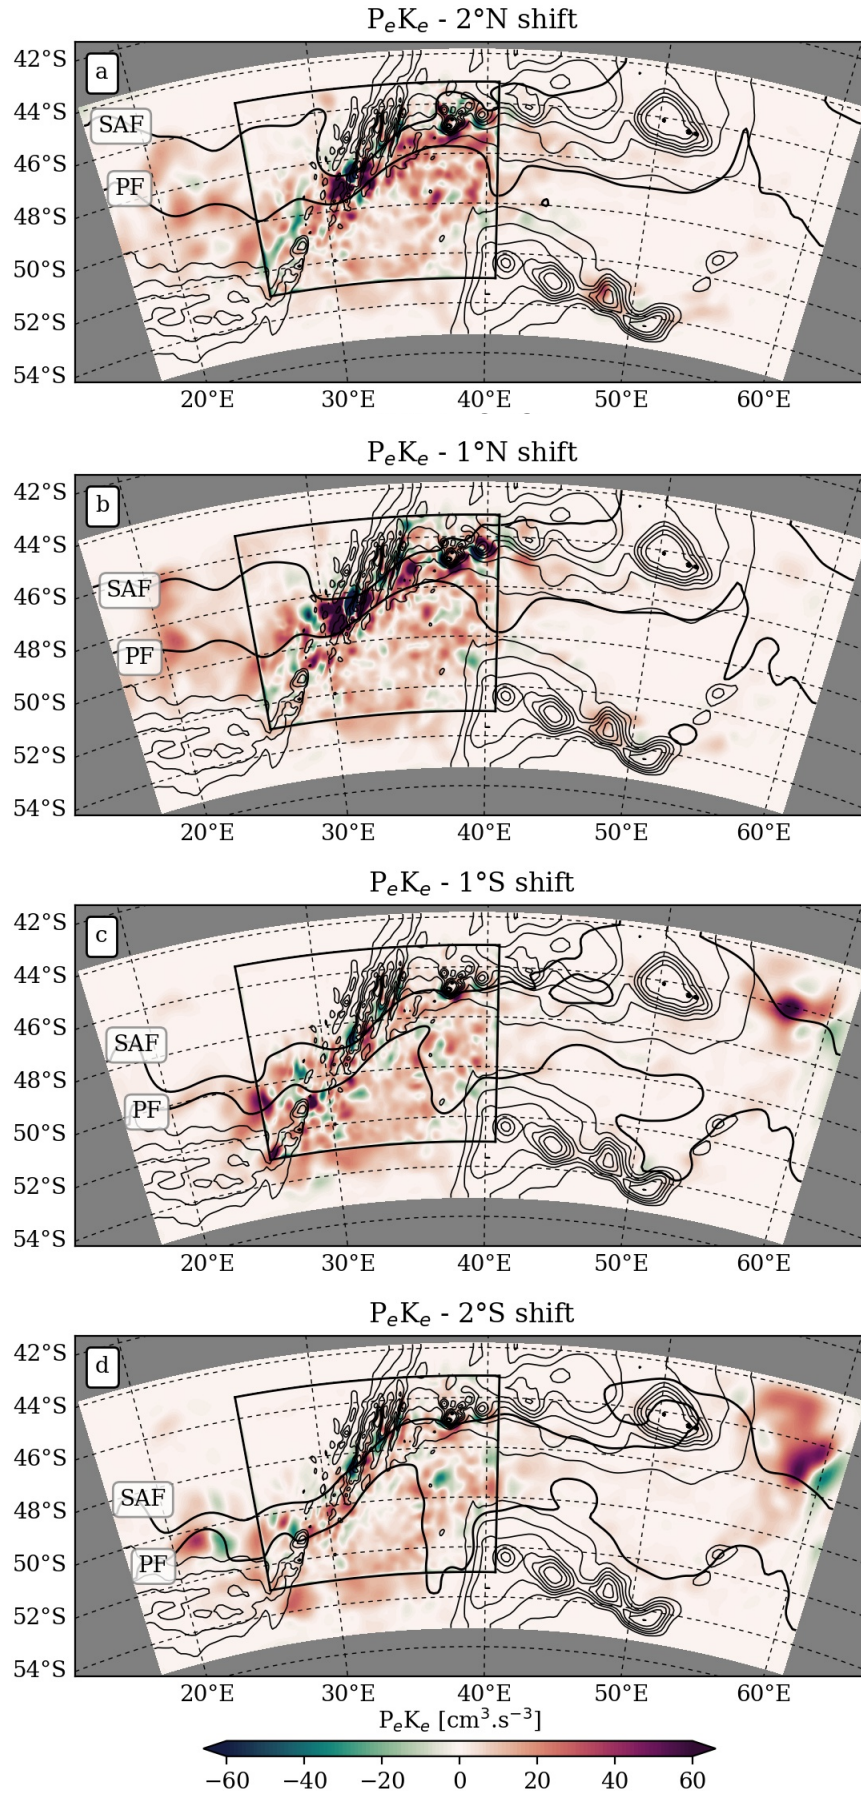 PₑKₑ - 2°N shift
a
42°S
44°S
SAF
46°S
PF
48°S
50°S
52°S
54°S
20°E 30°E 40°E 50°E 60°E
PₑKₑ - 1°N shift
b
42°S
44°S
46°S
SAF
48°S
PF
50°S
52°S
54°S
20°E 30°E 40°E 50°E 60°E
PₑKₑ - 1°S shift
c
42°S
44°S
46°S
SAF
48°S
PF
50°S
52°S
54°S
20°E 30°E 40°E 50°E 60°E
PₑKₑ - 2°S shift
d
42°S
44°S
46°S
48°S
SAF
50°S
PF
52°S
54°S
20°E 30°E 40°E 50°E 60°E
PₑKₑ [cm³.s⁻³]
−60 −40 −20 0 20 40 60